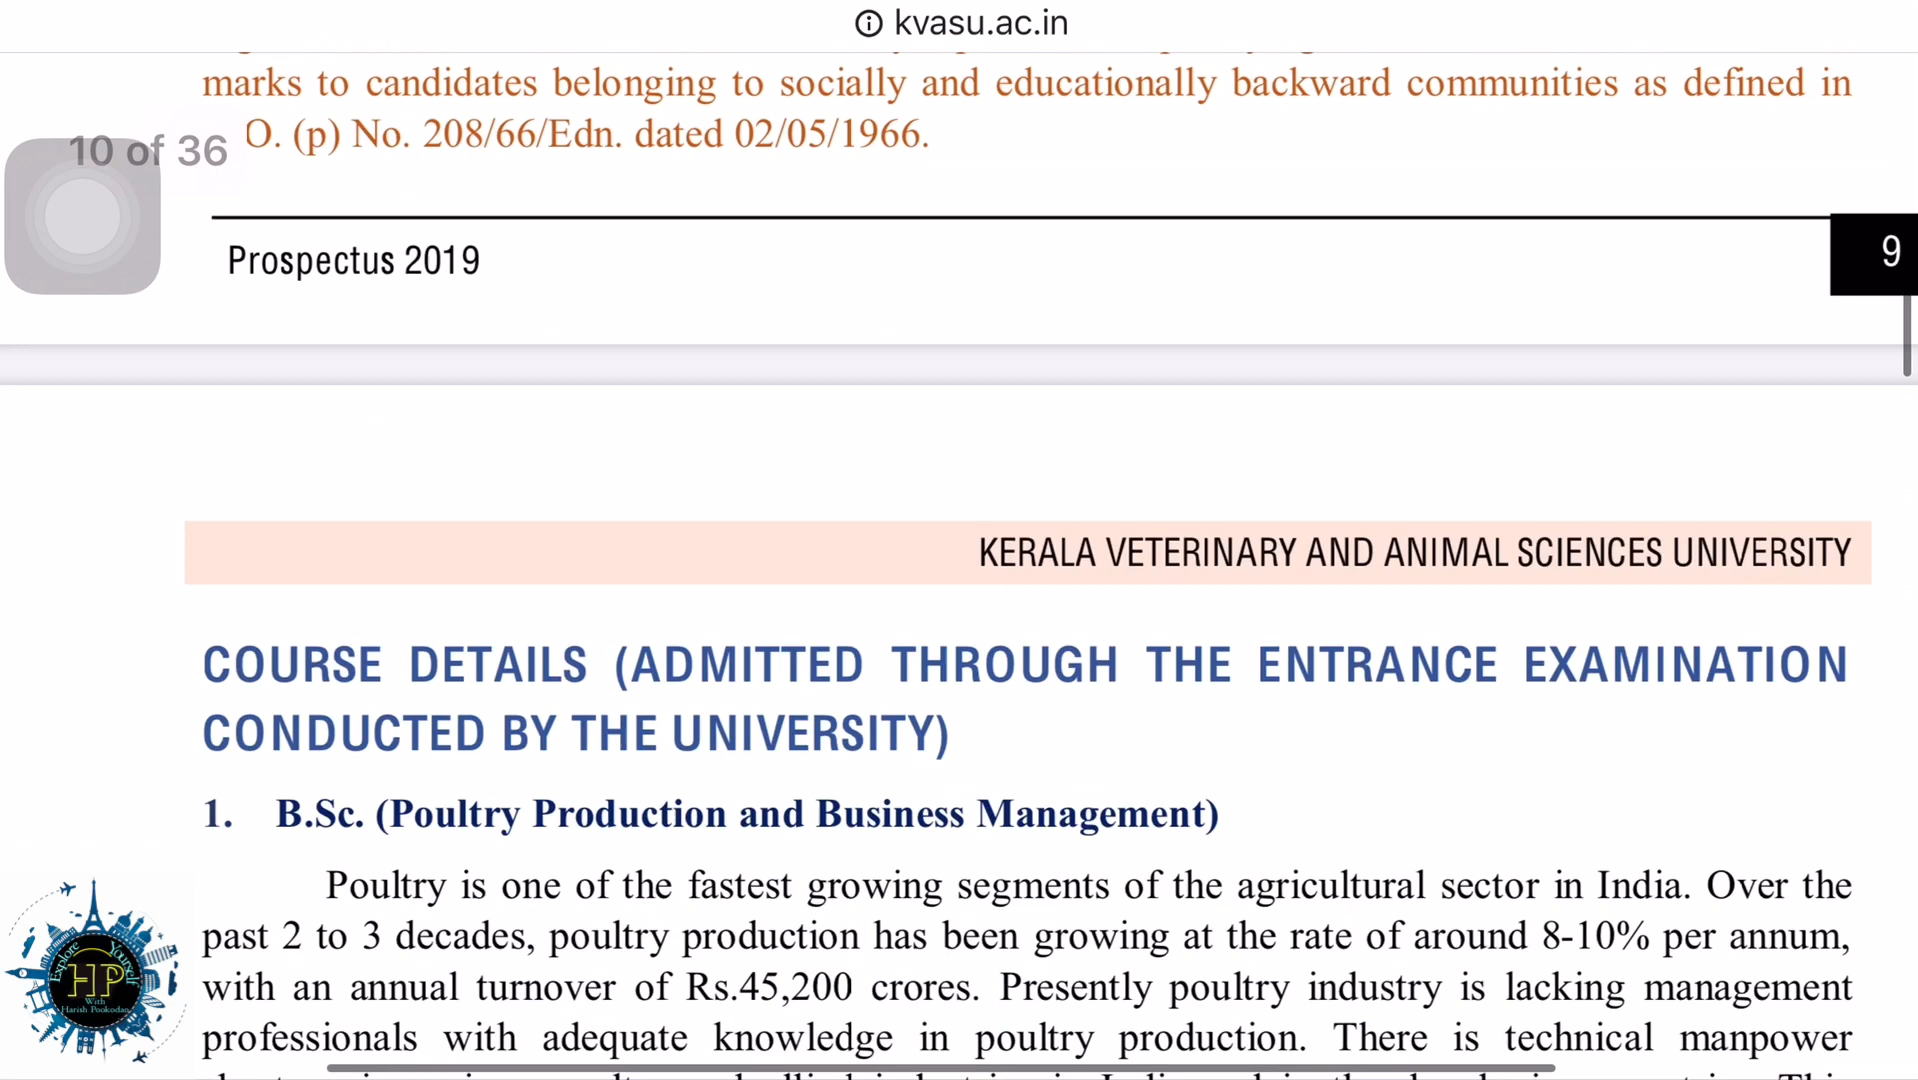 kvasu.ac.in
marks to candidates belonging to socially and educationally backward communities as defined in
O. (p) No. 208/66/Edn. dated 02/05/1966.
10 of 36
Prospectus 2019
9
KERALA VETERINARY AND ANIMAL SCIENCES UNIVERSITY
COURSE DETAILS (ADMITTED THROUGH THE ENTRANCE EXAMINATION
CONDUCTED BY THE UNIVERSITY)
1. B.Sc. (Poultry Production and Business Management)
Poultry is one of the fastest growing segments of the agricultural sector in India. Over the
past 2 to 3 decades, poultry production has been growing at the rate of around 8-10% per annum,
with an annual turnover of Rs.45,200 crores. Presently poultry industry is lacking management
professionals with adequate knowledge in poultry production. There is technical manpower
Explore Yourself
HP
With
Harish Pookodan